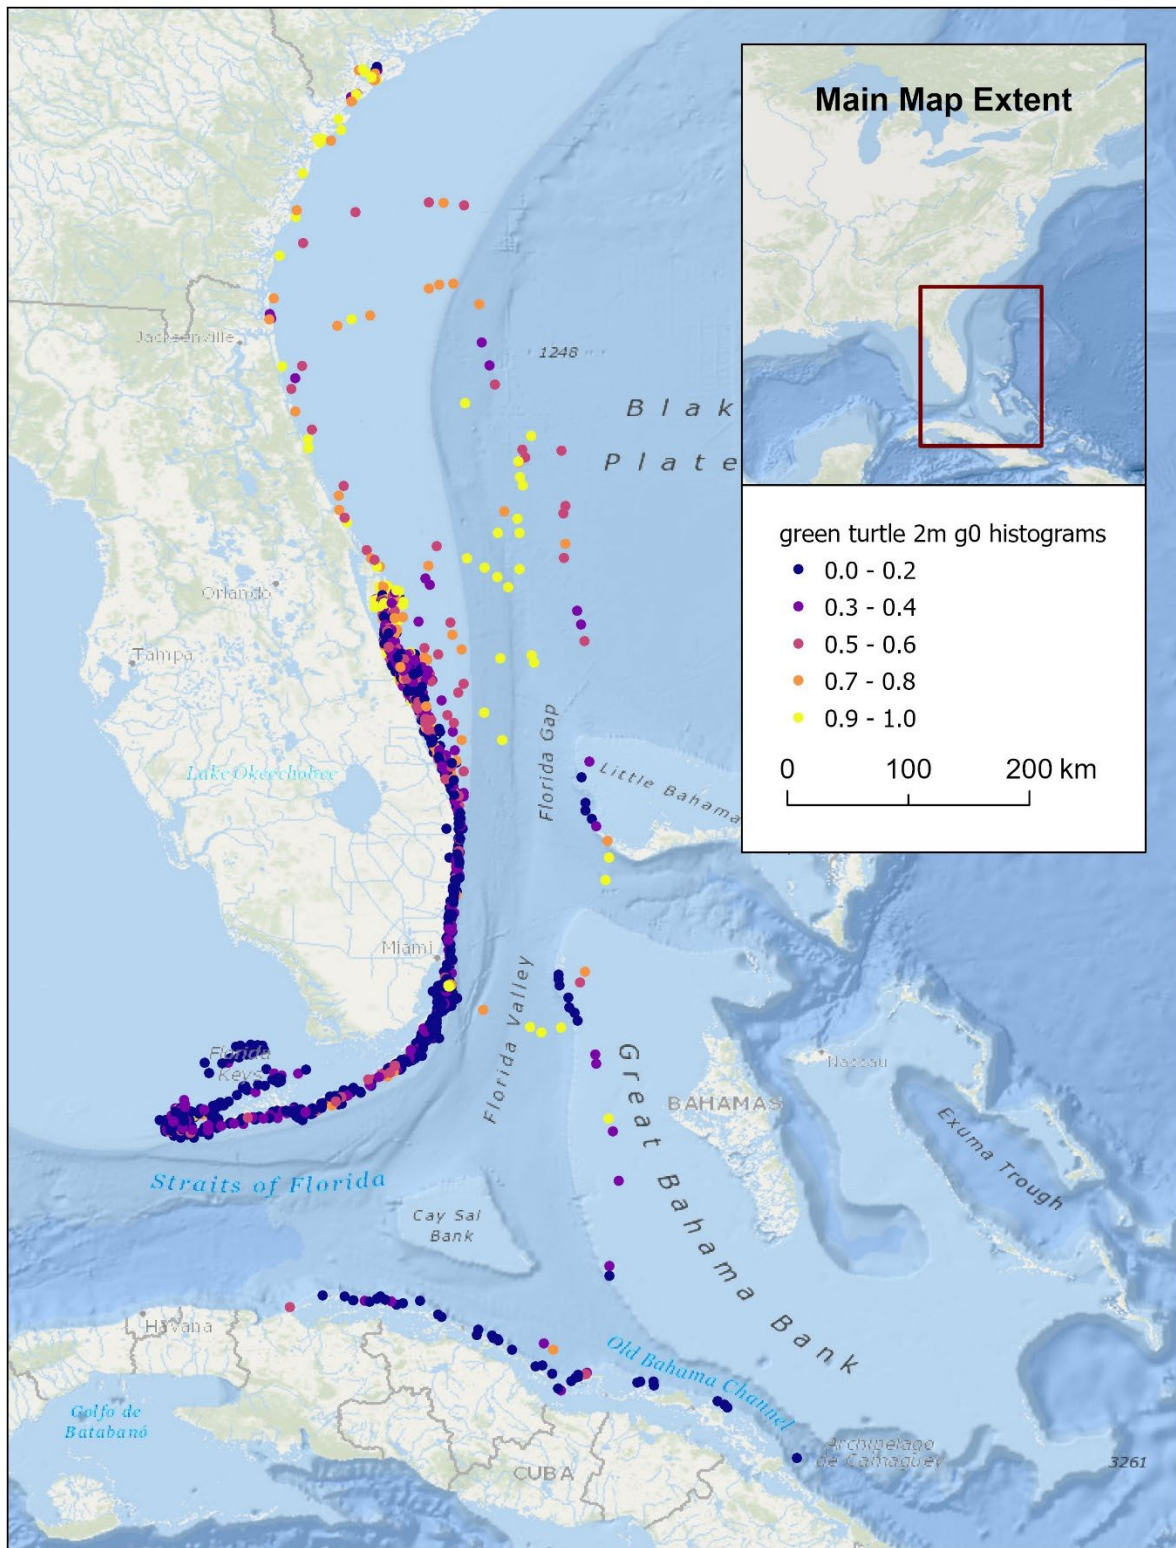 Main Map Extent
green turtle 2m g0 histograms
0.0 - 0.2
0.3 - 0.4
0.5 - 0.6
0.7 - 0.8
0.9 - 1.0
0 100 200 km
Jacksonville
1248
Blak
Plate
Orlando
Tampa
Florida Gap
Lake Okeechobee
Little Bahama
Miami
Florida Valley
Florida
Keys
Great Bahama Bank
Nassau
BAHAMAS
Exuma Trough
Straits of Florida
Cay Sal
Bank
Havana
Old Bahama Channel
Golfo de
Batabanó
Archipelago
de Camaguey
CUBA
3261